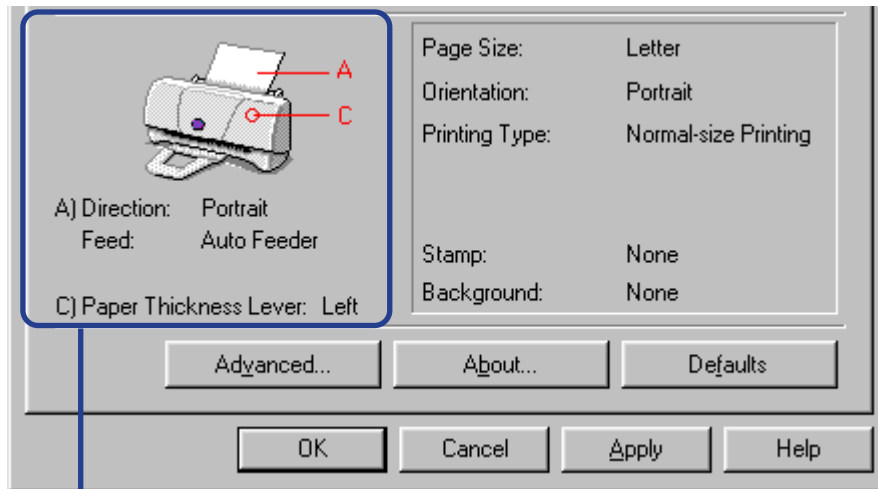 A
C
A) Direction: Portrait
Feed: Auto Feeder
C) Paper Thickness Lever: Left
Page Size: Letter
Orientation: Portrait
Printing Type: Normal-size Printing
Stamp: None
Background: None
Advanced... About... Defaults
OK Cancel Apply Help